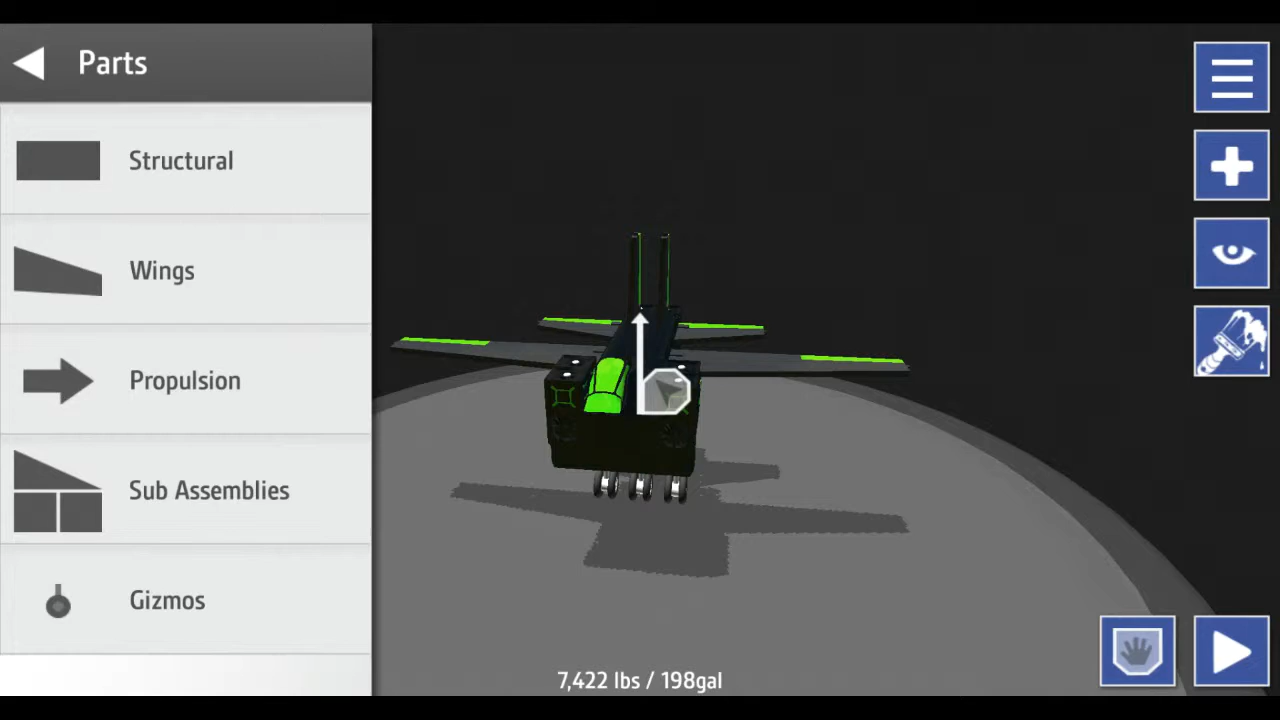 Parts
Structural
Wings
Propulsion
Sub Assemblies
Gizmos
7,422 lbs / 198gal